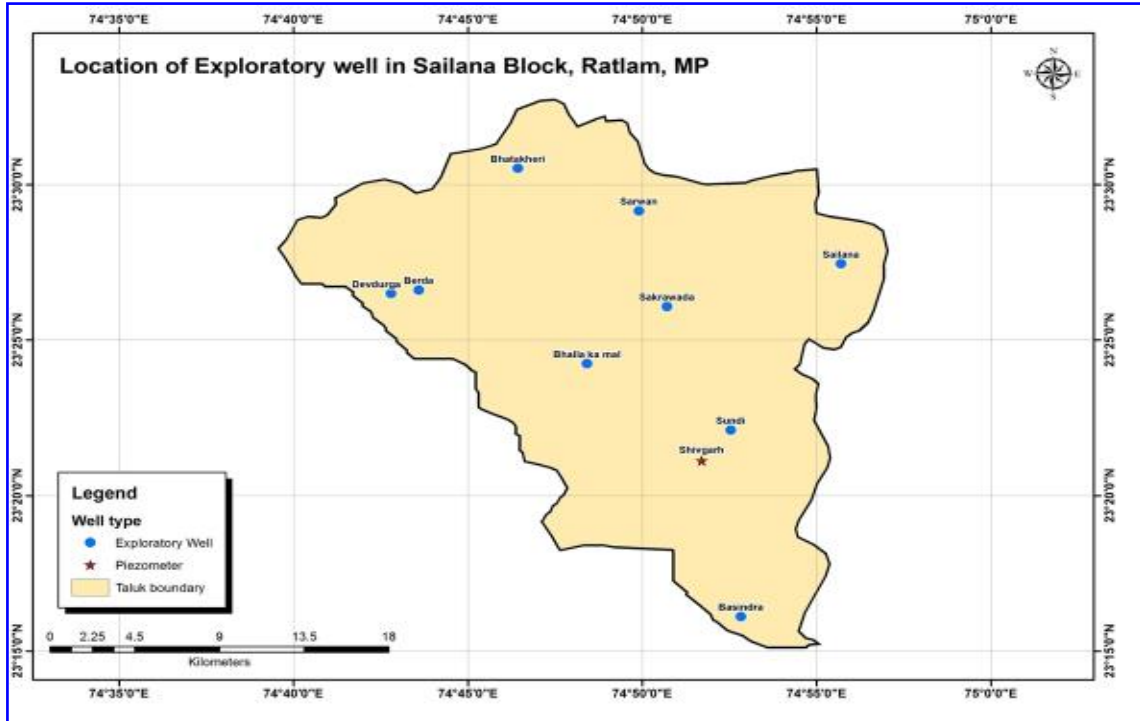 74°35'0"E 74°40'0"E 74°45'0"E 74°50'0"E 74°55'0"E 75°0'0"E
Location of Exploratory well in Sailana Block, Ratlam, MP
N
W E
S
Bhatakheri
23°30'0"N 23°30'0"N
Sarwan
Sailana
Devdurga Berda
Sakrawada
23°25'0"N 23°25'0"N
Bhalla ka mal
Sundi
Shivgarh
23°20'0"N 23°20'0"N
Legend
Well type
Exploratory Well
Piezometer
Taluk boundary
Basindra
0 2.25 4.5 9 13.5 18
Kilometers
23°15'0"N 23°15'0"N
74°35'0"E 74°40'0"E 74°45'0"E 74°50'0"E 74°55'0"E 75°0'0"E